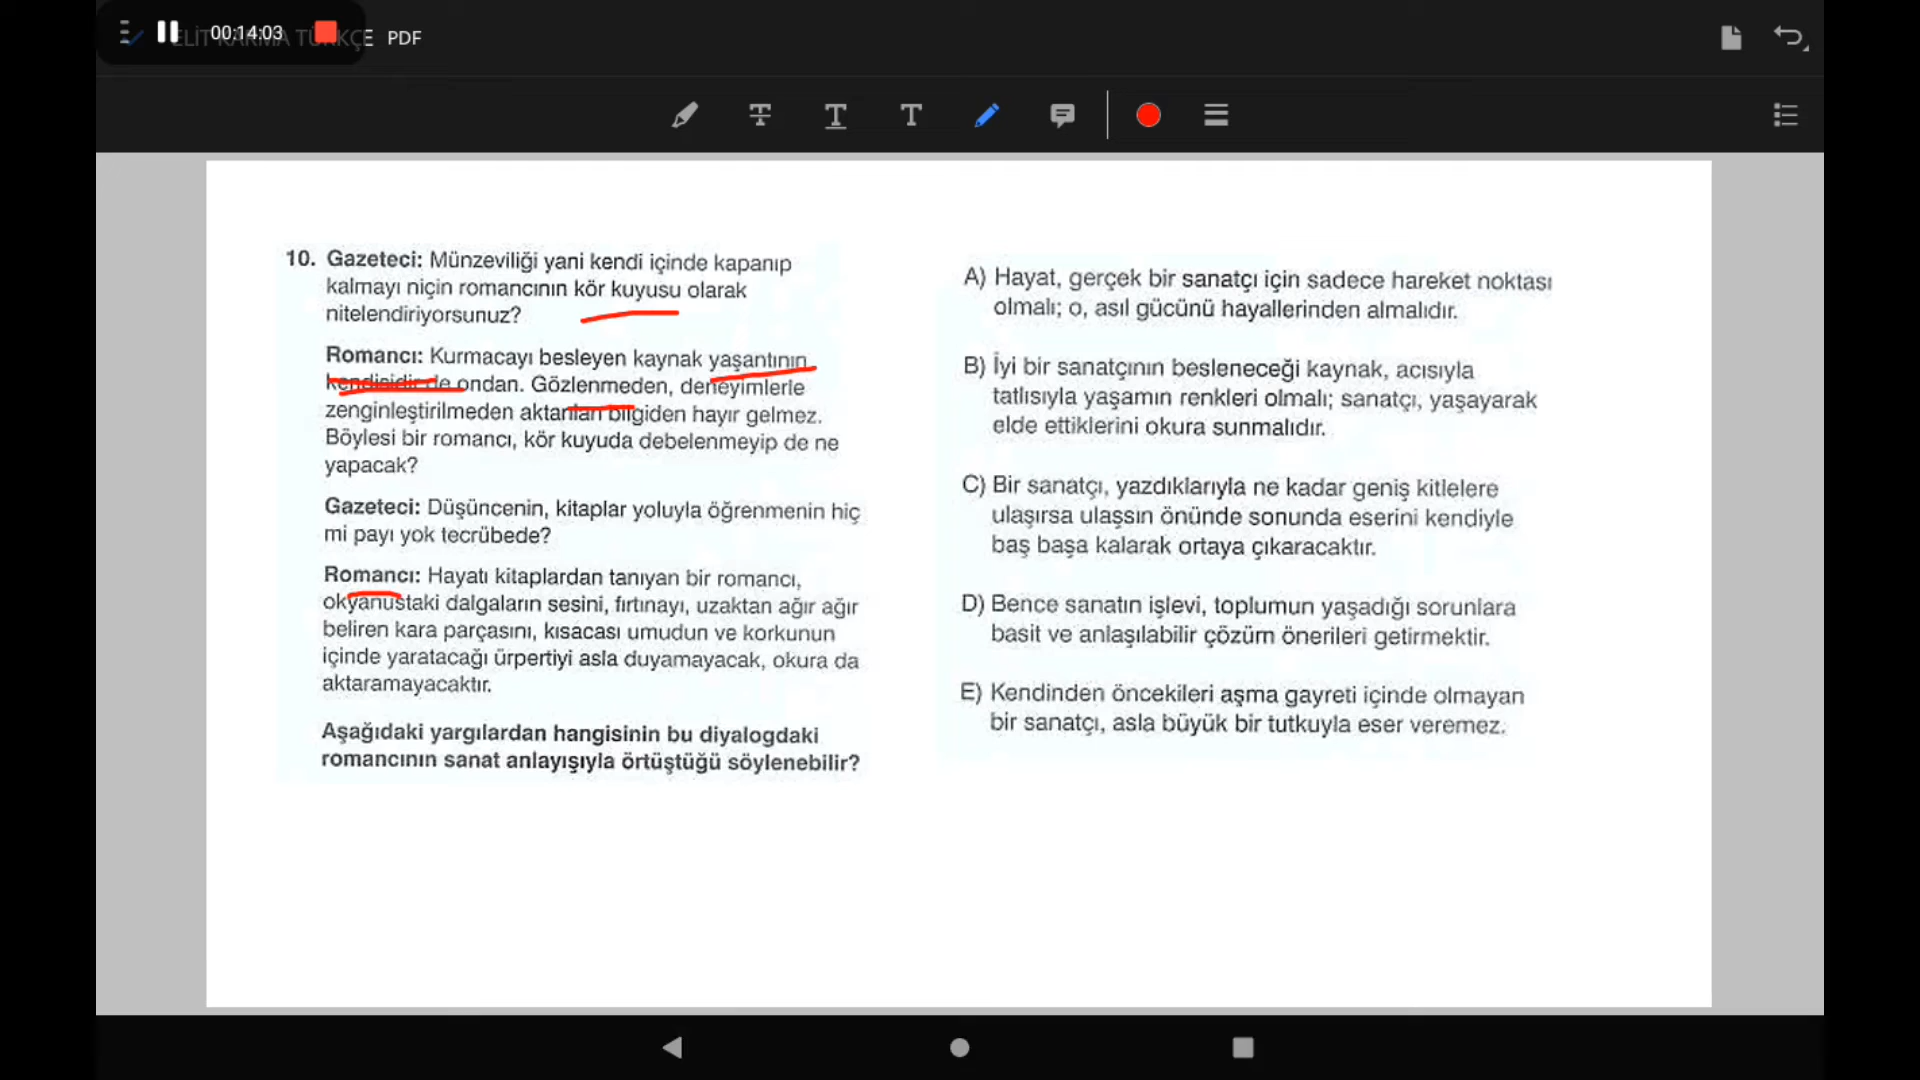 00:14:03
ELİT KARMA TÜRKÇE PDF
10. Gazeteci: Münzeviliği yani kendi içinde kapanıp
kalmayı niçin romancının kör kuyusu olarak
nitelendiriyorsunuz?
Romancı: Kurmacayı besleyen kaynak yaşantının
kendisidir de ondan. Gözlenmeden, deneyimlerle
zenginleştirilmeden aktarılan bilgiden hayır gelmez.
Böylesi bir romancı, kör kuyuda debelenmeyip de ne
yapacak?
Gazeteci: Düşüncenin, kitaplar yoluyla öğrenmenin hiç
mi payı yok tecrübede?
Romancı: Hayatı kitaplardan tanıyan bir romancı,
okyanustaki dalgaların sesini, fırtınayı, uzaktan ağır ağır
beliren kara parçasını, kısacası umudun ve korkunun
içinde yaratacağı ürpertiyi asla duyamayacak, okura da
aktaramayacaktır.
Aşağıdaki yargılardan hangisinin bu diyalogdaki
romancının sanat anlayışıyla örtüştüğü söylenebilir?
A) Hayat, gerçek bir sanatçı için sadece hareket noktası
olmalı; o, asıl gücünü hayallerinden almalıdır.
B) İyi bir sanatçının besleneceği kaynak, acısıyla
tatlısıyla yaşamın renkleri olmalı; sanatçı, yaşayarak
elde ettiklerini okura sunmalıdır.
C) Bir sanatçı, yazdıklarıyla ne kadar geniş kitlelere
ulaşırsa ulaşsın önünde sonunda eserini kendiyle
baş başa kalarak ortaya çıkaracaktır.
D) Bence sanatın işlevi, toplumun yaşadığı sorunlara
basit ve anlaşılabilir çözüm önerileri getirmektir.
E) Kendinden öncekileri aşma gayreti içinde olmayan
bir sanatçı, asla büyük bir tutkuyla eser veremez.